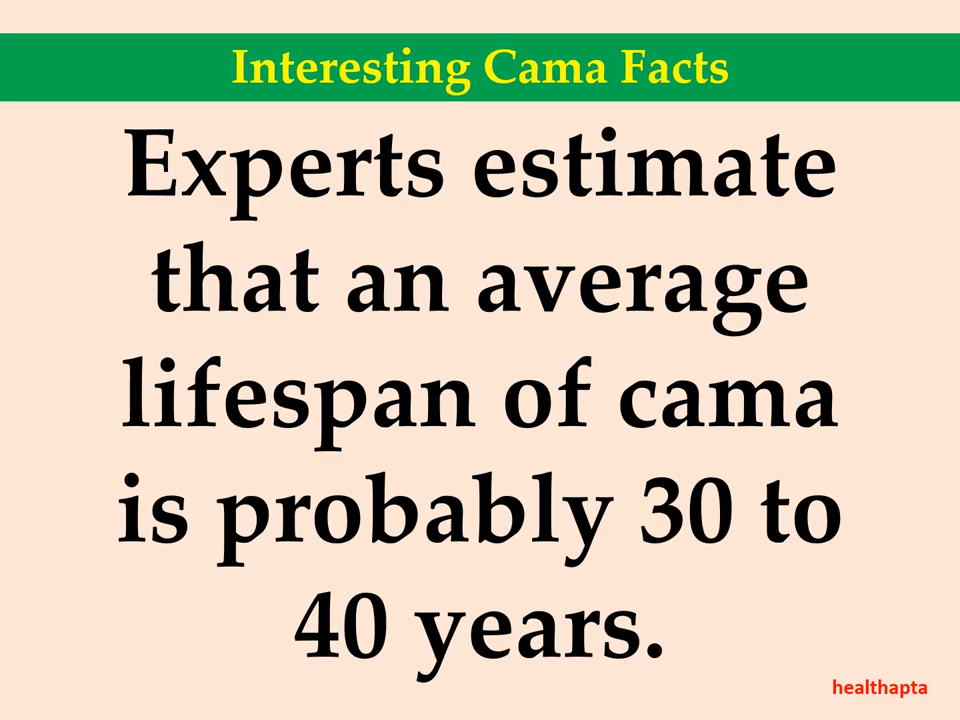 Interesting Cama Facts
Experts estimate
that an average
lifespan of cama
is probably 30 to
40 years.
healthapta